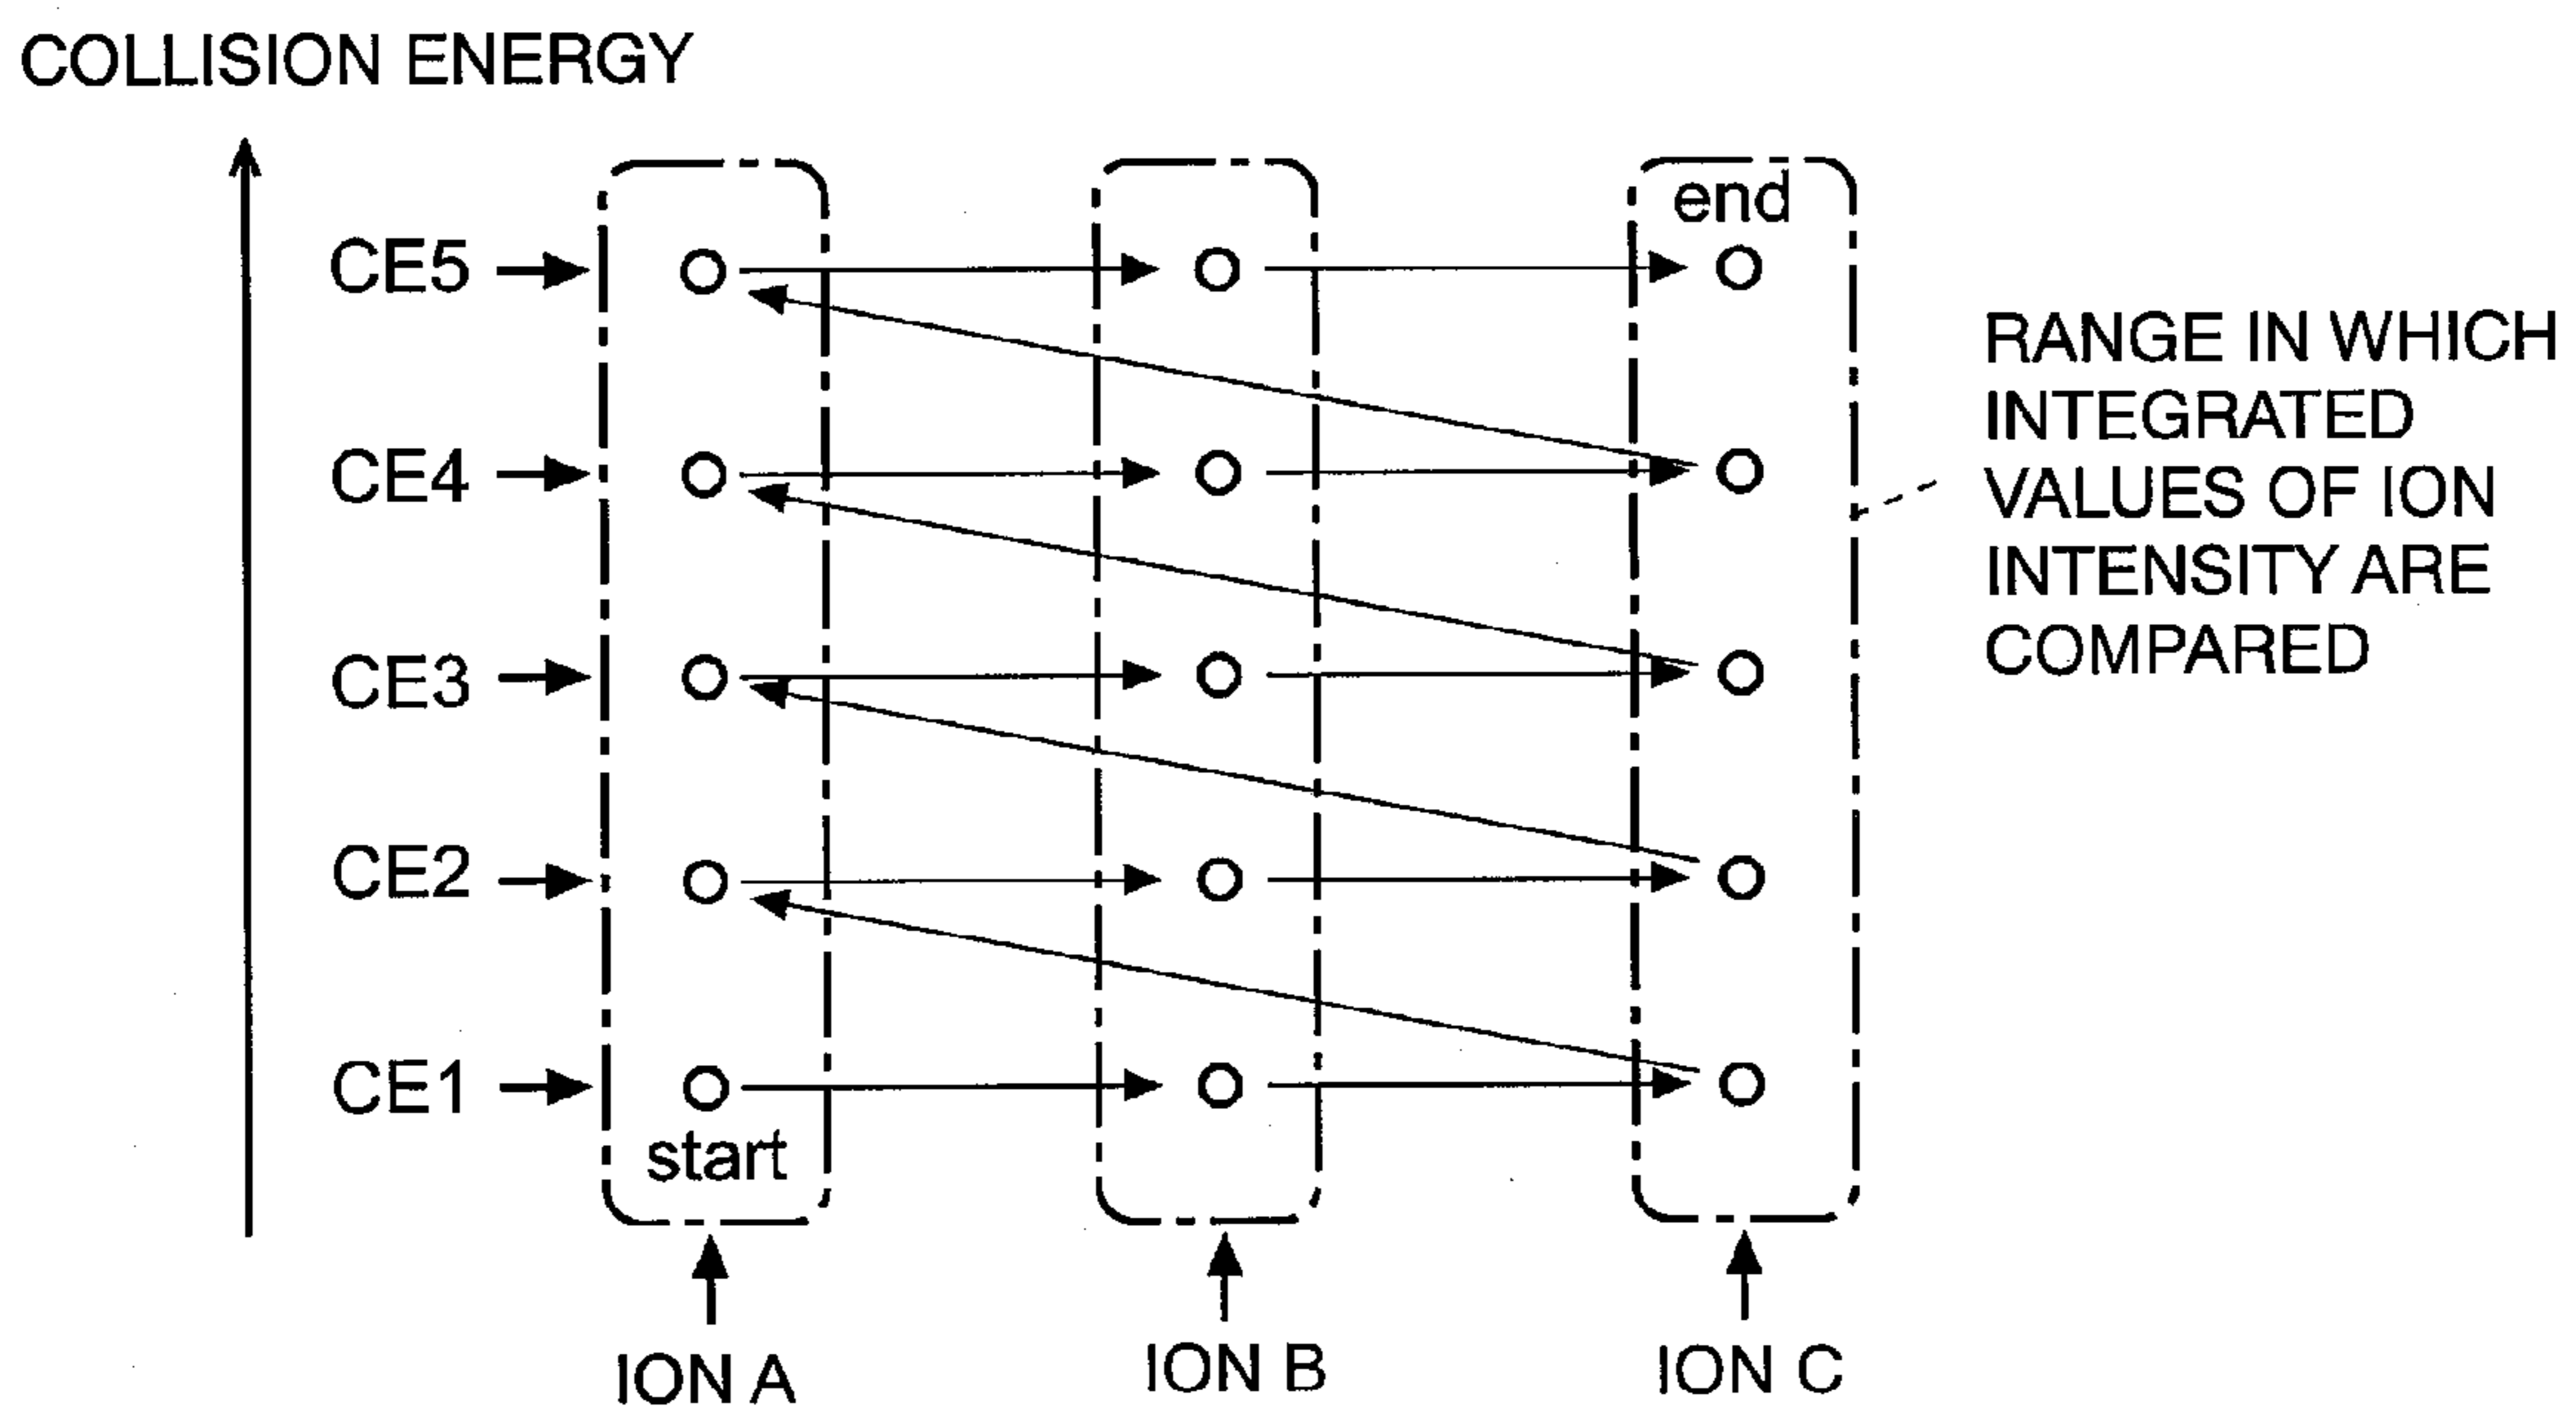 COLLISION ENERGY
end
CE5
RANGE IN WHICH
INTEGRATED
VALUES OF ION
INTENSITY ARE
COMPARED
CE4
CE3
CE2
CE1
start
ION A
ION B
ION C